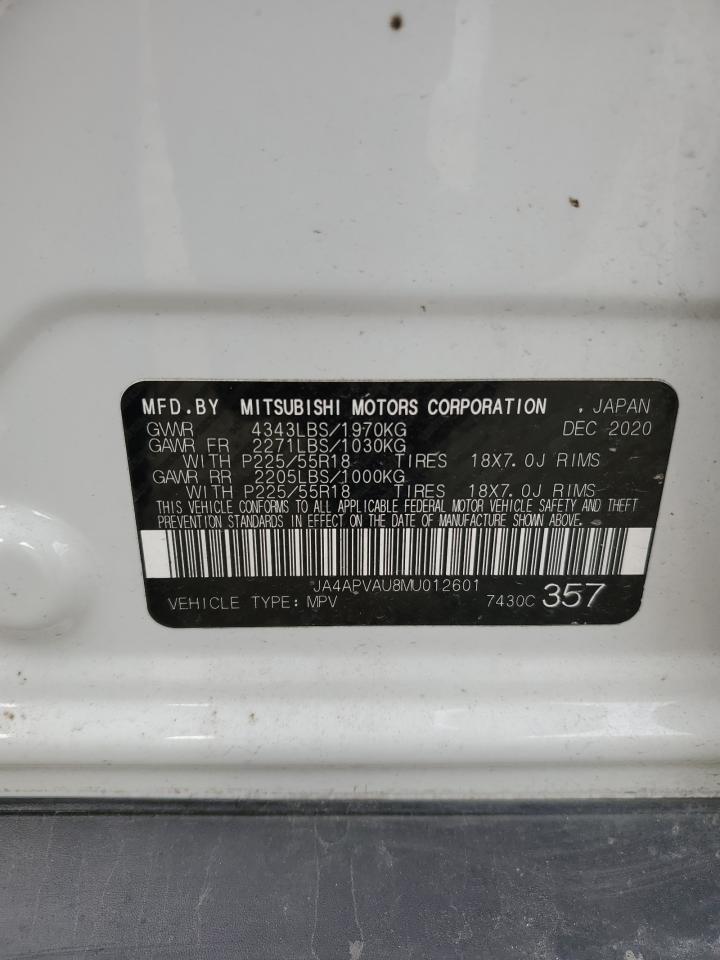 MFD.BY MITSUBISHI MOTORS CORPORATION , JAPAN
GVWR 4343LBS/1970KG DEC 2020
GAWR FR 2271LBS/1030KG
WITH P225/55R18 TIRES 18X7.0J RIMS
GAWR RR 2205LBS/1000KG
WITH P225/55R18 TIRES 18X7.0J RIMS
THIS VEHICLE CONFORMS TO ALL APPLICABLE FEDERAL MOTOR VEHICLE SAFETY AND THEFT
PREVENTION STANDARDS IN EFFECT ON THE DATE OF MANUFACTURE SHOWN ABOVE.
JA4APVAU8MU012601
VEHICLE TYPE: MPV 7430C 357